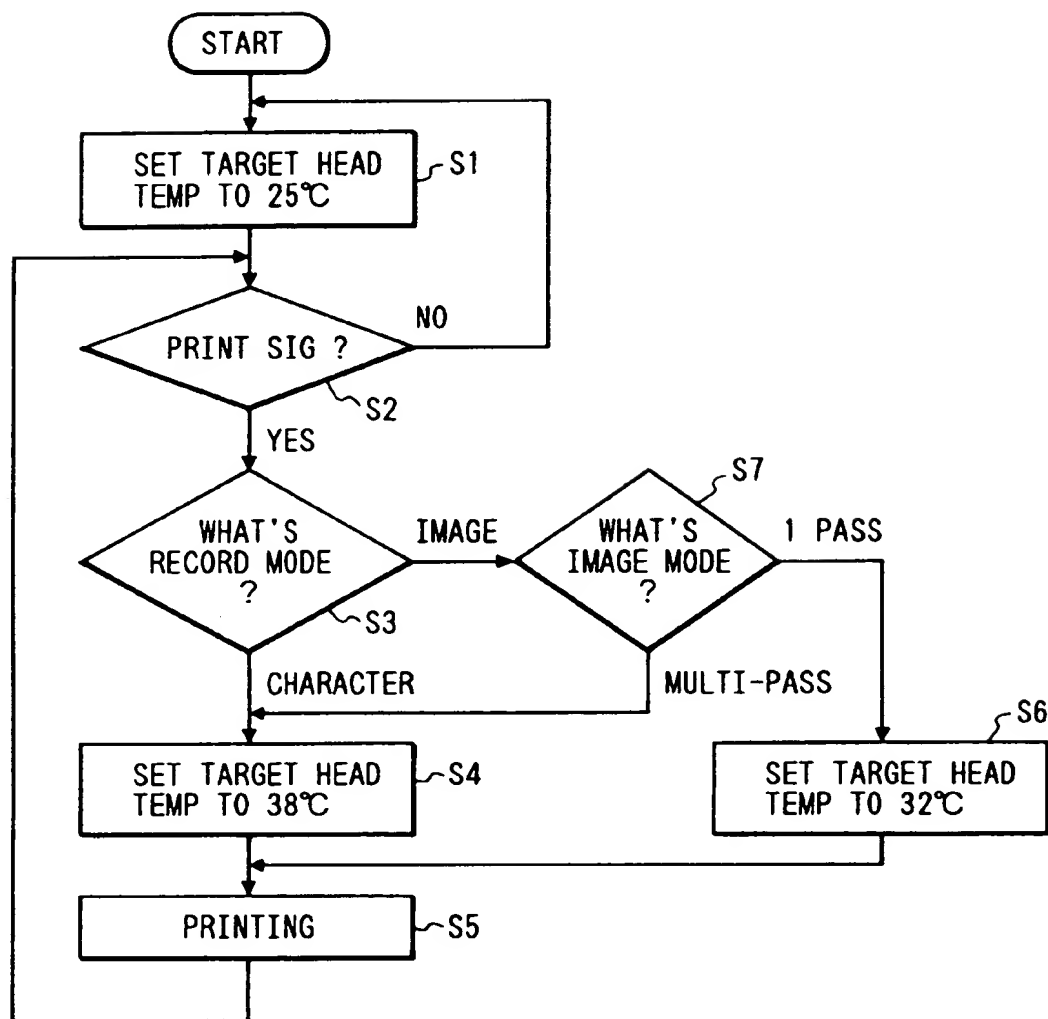 START
SET TARGET HEAD
TEMP TO 25℃
S1
NO
PRINT SIG ?
S2
YES
S7
WHAT'S
RECORD MODE
?
IMAGE
WHAT'S
IMAGE MODE
?
1 PASS
S3
CHARACTER
MULTI-PASS
S6
SET TARGET HEAD
TEMP TO 38℃
S4
SET TARGET HEAD
TEMP TO 32℃
PRINTING
S5